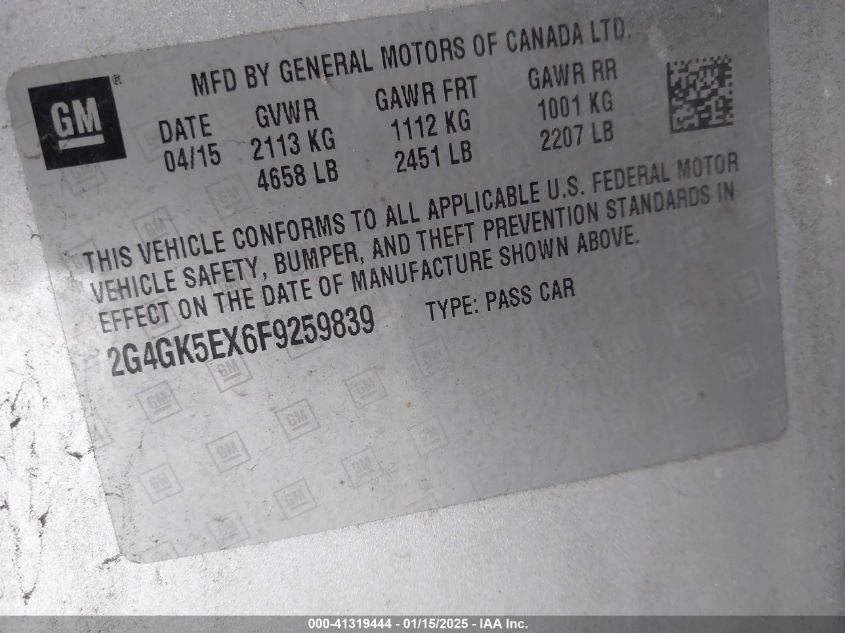 GM®
MFD BY GENERAL MOTORS OF CANADA LTD.
DATE GVWR GAWR FRT GAWR RR
04/15 2113 KG 1112 KG 1001 KG
4658 LB 2451 LB 2207 LB
THIS VEHICLE CONFORMS TO ALL APPLICABLE U.S. FEDERAL MOTOR
VEHICLE SAFETY, BUMPER, AND THEFT PREVENTION STANDARDS IN
EFFECT ON THE DATE OF MANUFACTURE SHOWN ABOVE.
2G4GK5EX6F9259839 TYPE: PASS CAR
000-41319444 - 01/15/2025 - IAA Inc.